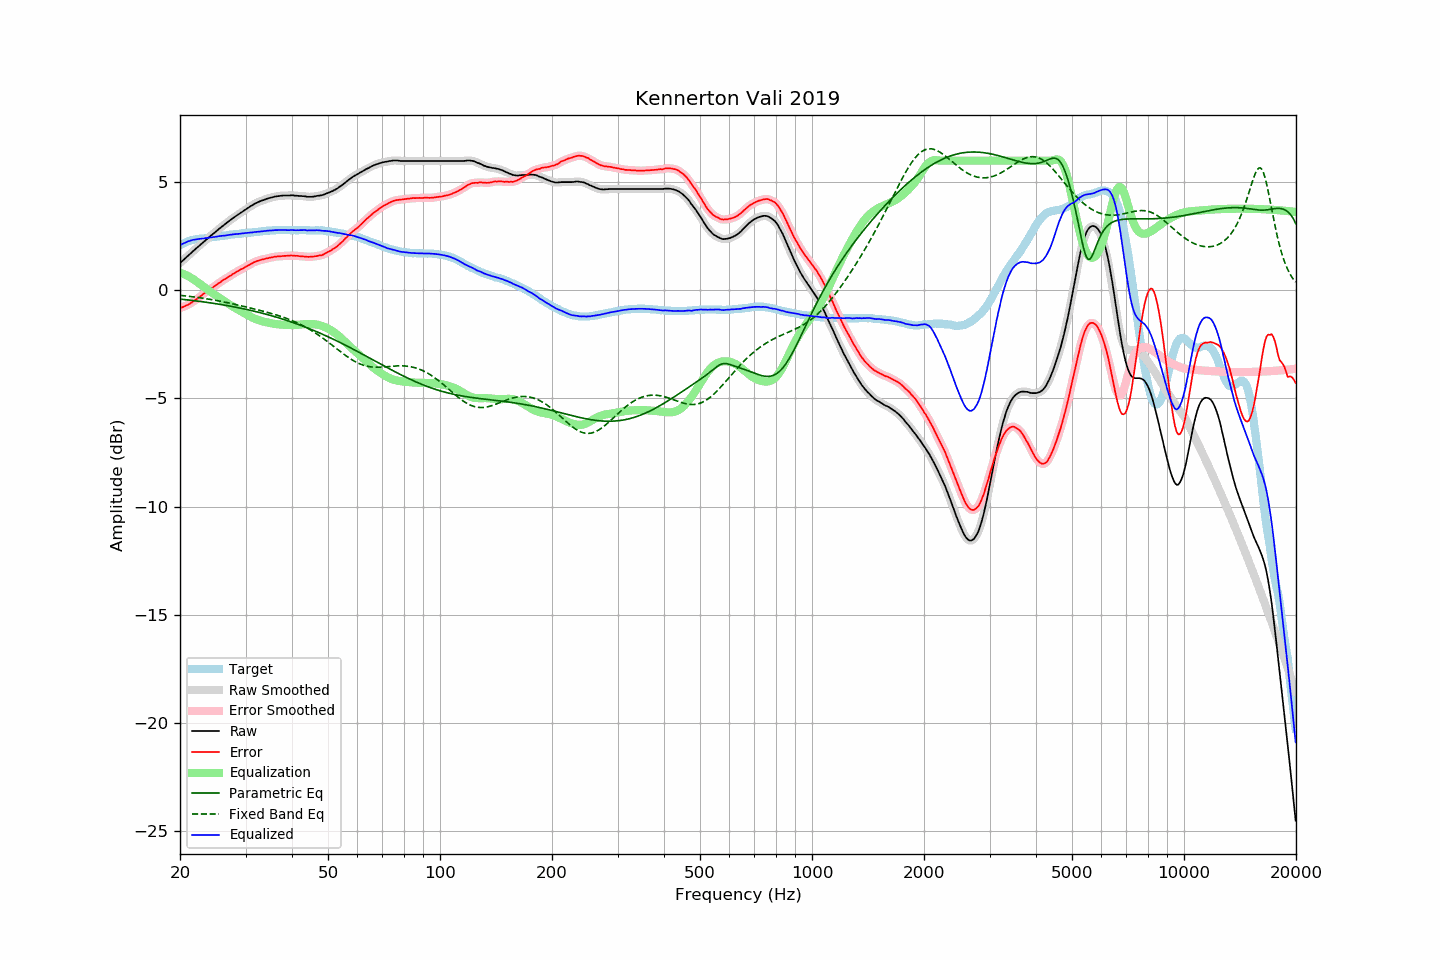 Kennerton Vali 2019
Amplitude (dBr)
5
0
−5
−10
−15
−20
−25
Target
Raw Smoothed
Error Smoothed
Raw
Error
Equalization
Parametric Eq
Fixed Band Eq
Equalized
20 50 100 200 500 1000 2000 5000 10000 20000
Frequency (Hz)